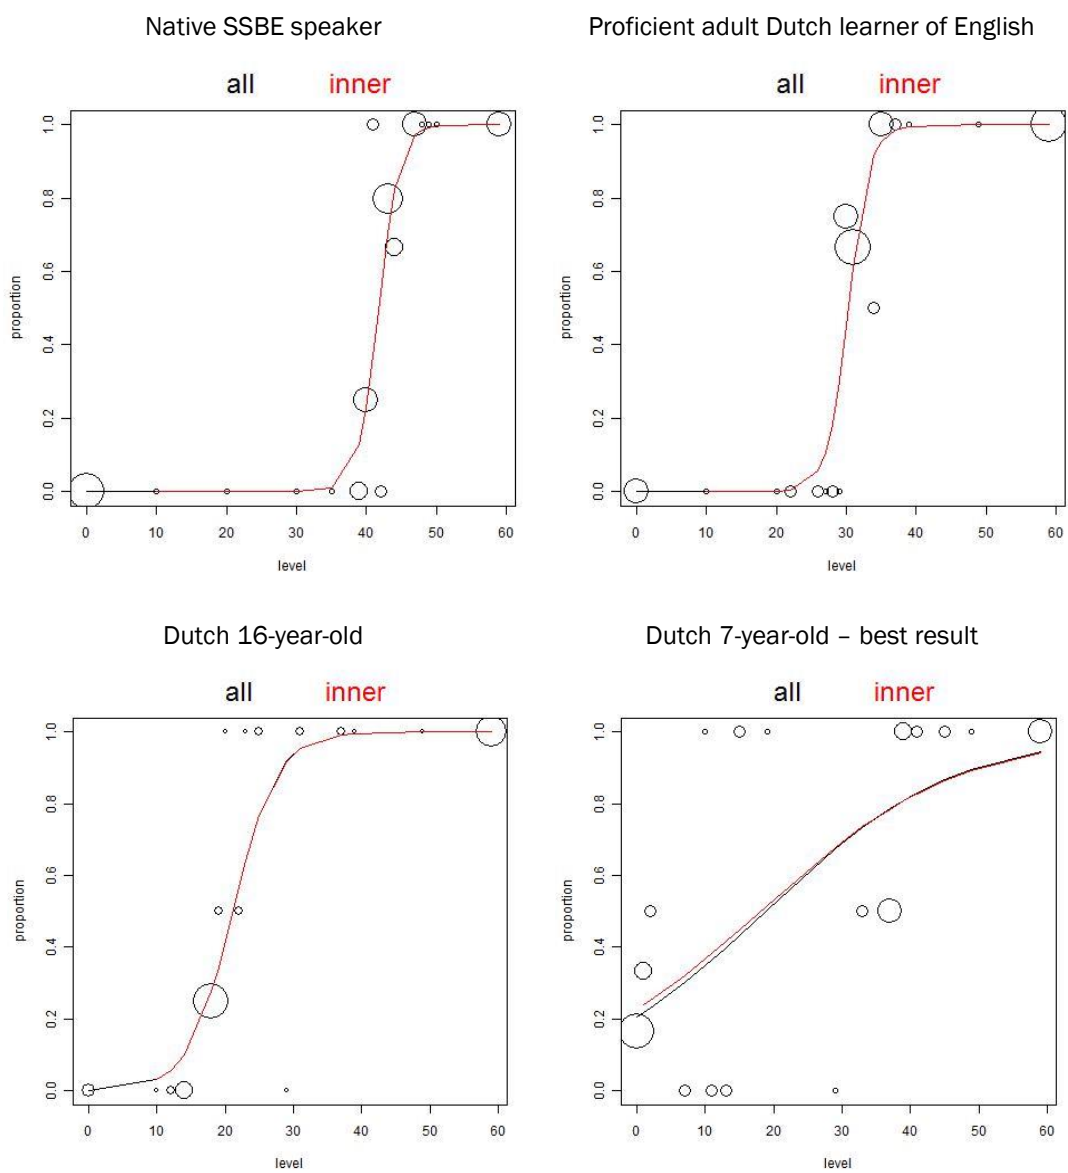 Native SSBE speaker
Proficient adult Dutch learner of English
all inner
all inner
proportion
1.0
0.8
0.6
0.4
0.2
0.0
0 10 20 30 40 50 60
level
proportion
1.0
0.8
0.6
0.4
0.2
0.0
0 10 20 30 40 50 60
level
Dutch 16-year-old
Dutch 7-year-old – best result
all inner
all inner
proportion
1.0
0.8
0.6
0.4
0.2
0.0
0 10 20 30 40 50 60
level
proportion
1.0
0.8
0.6
0.4
0.2
0.0
0 10 20 30 40 50 60
level